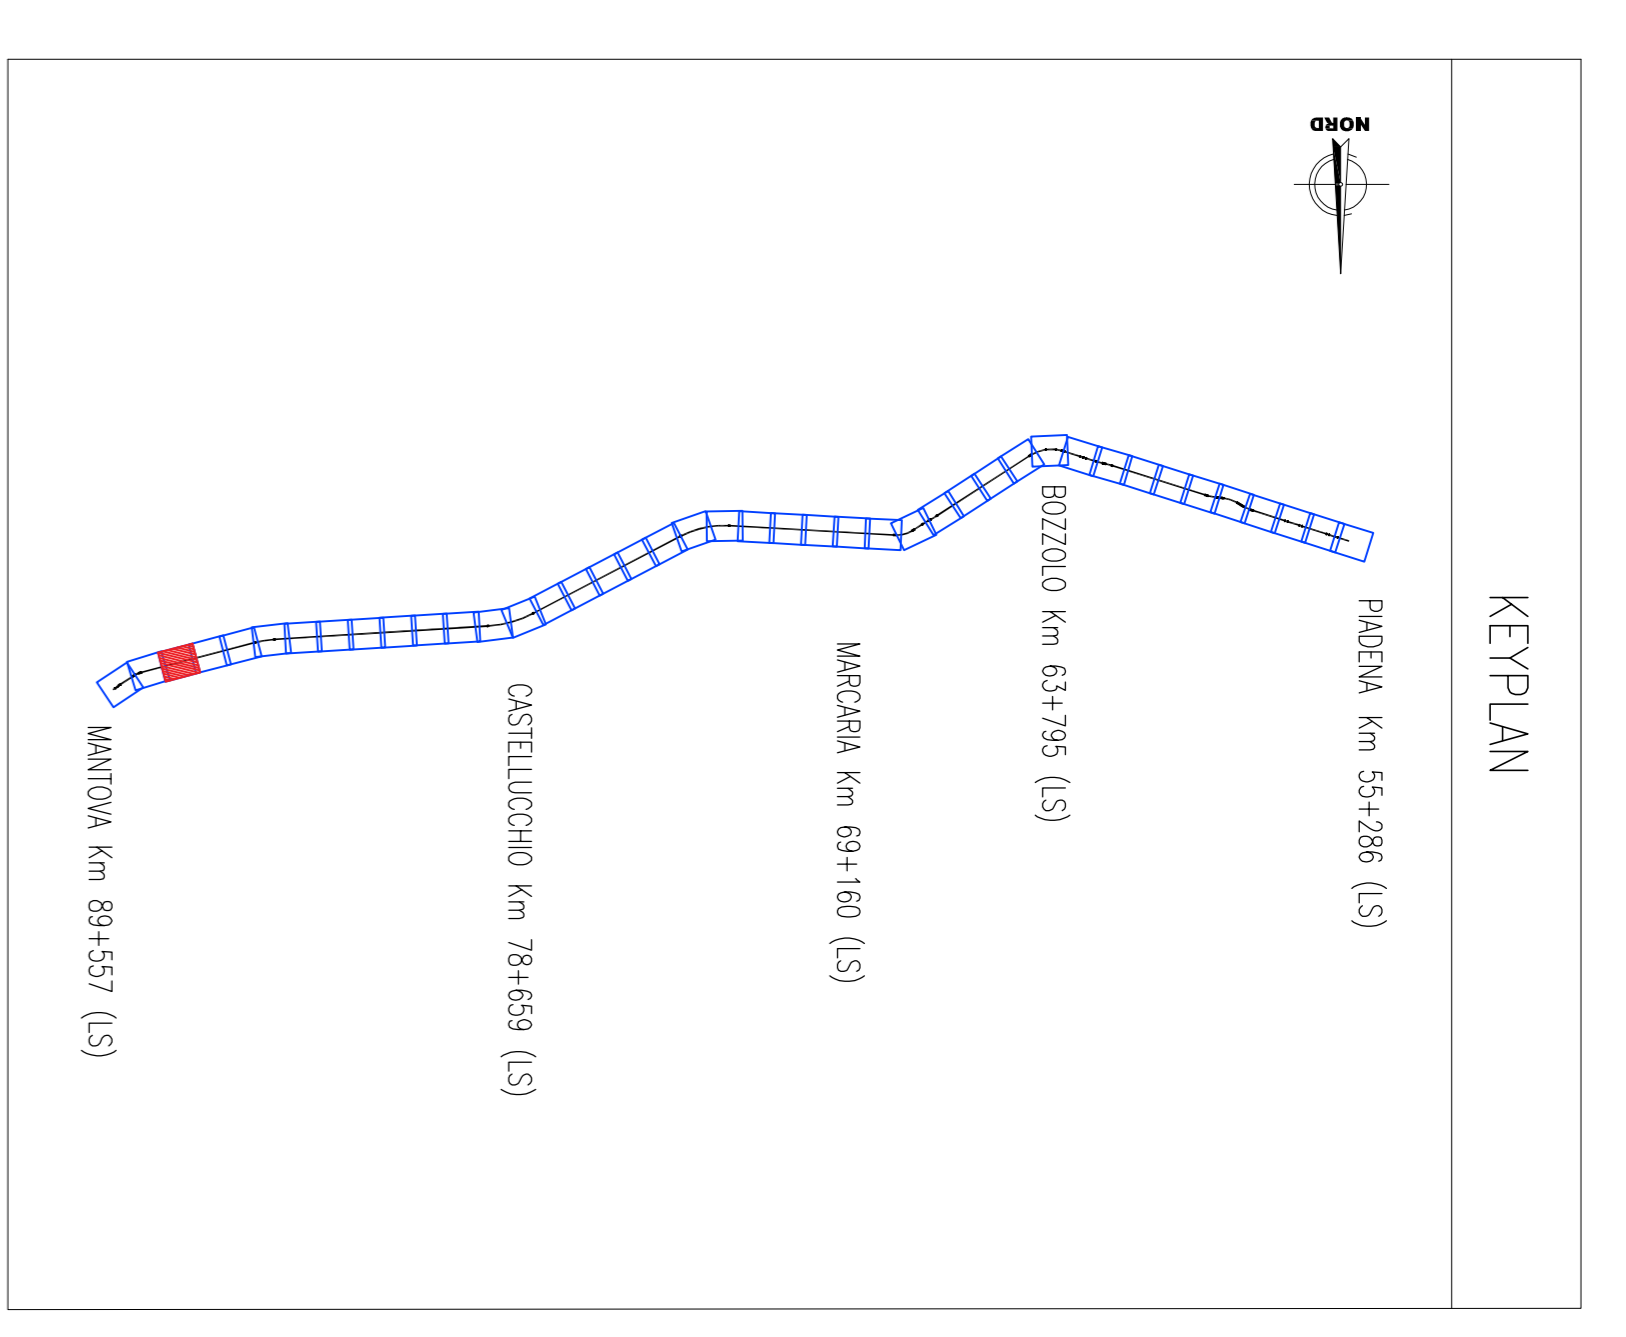 KEYPLAN
NORD
PIADENA Km 55+286 (LS)
BOZZOLO Km 63+795 (LS)
MARCARIA Km 69+160 (LS)
CASTELLUCCHIO Km 78+659 (LS)
MANTOVA Km 89+557 (LS)